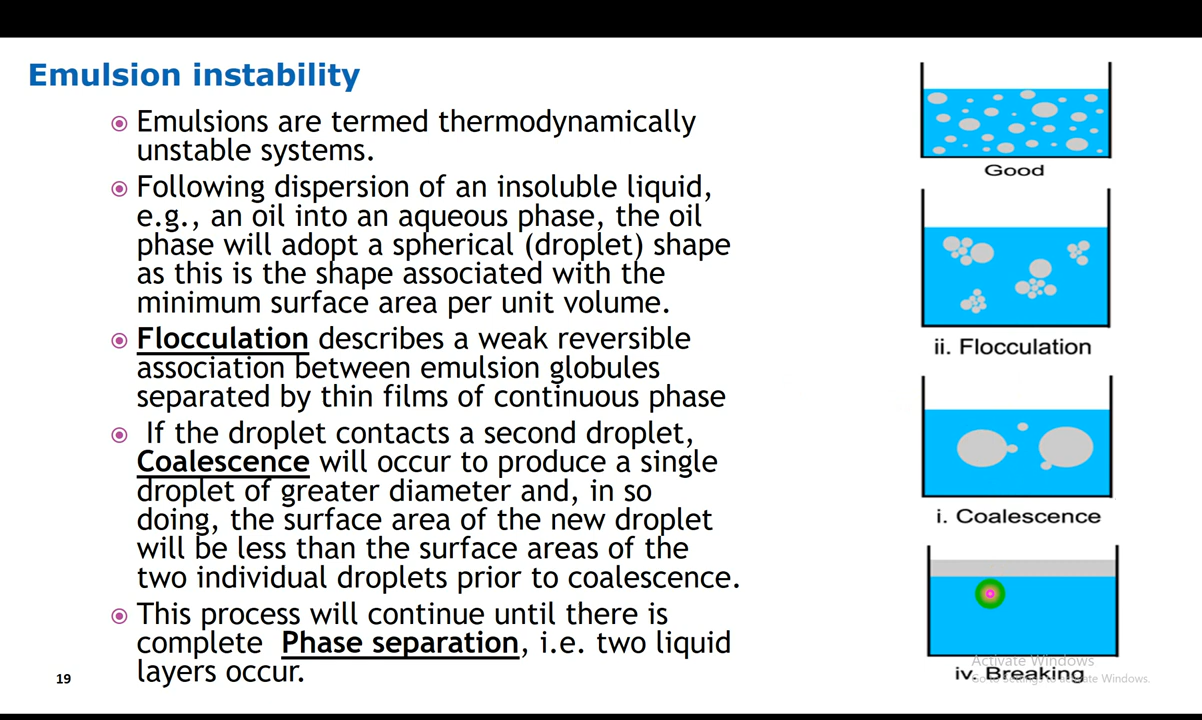 Emulsion instability
Emulsions are termed thermodynamically
unstable systems.
Following dispersion of an insoluble liquid,
e.g., an oil into an aqueous phase, the oil
phase will adopt a spherical (droplet) shape
as this is the shape associated with the
minimum surface area per unit volume.
Flocculation describes a weak reversible
association between emulsion globules
separated by thin films of continuous phase
If the droplet contacts a second droplet,
Coalescence will occur to produce a single
droplet of greater diameter and, in so
doing, the surface area of the new droplet
will be less than the surface areas of the
two individual droplets prior to coalescence.
This process will continue until there is
complete Phase separation, i.e. two liquid
layers occur.
19
Good
ii. Flocculation
i. Coalescence
Activate Windows
iv. Breaking
Go to Settings to activate Windows.